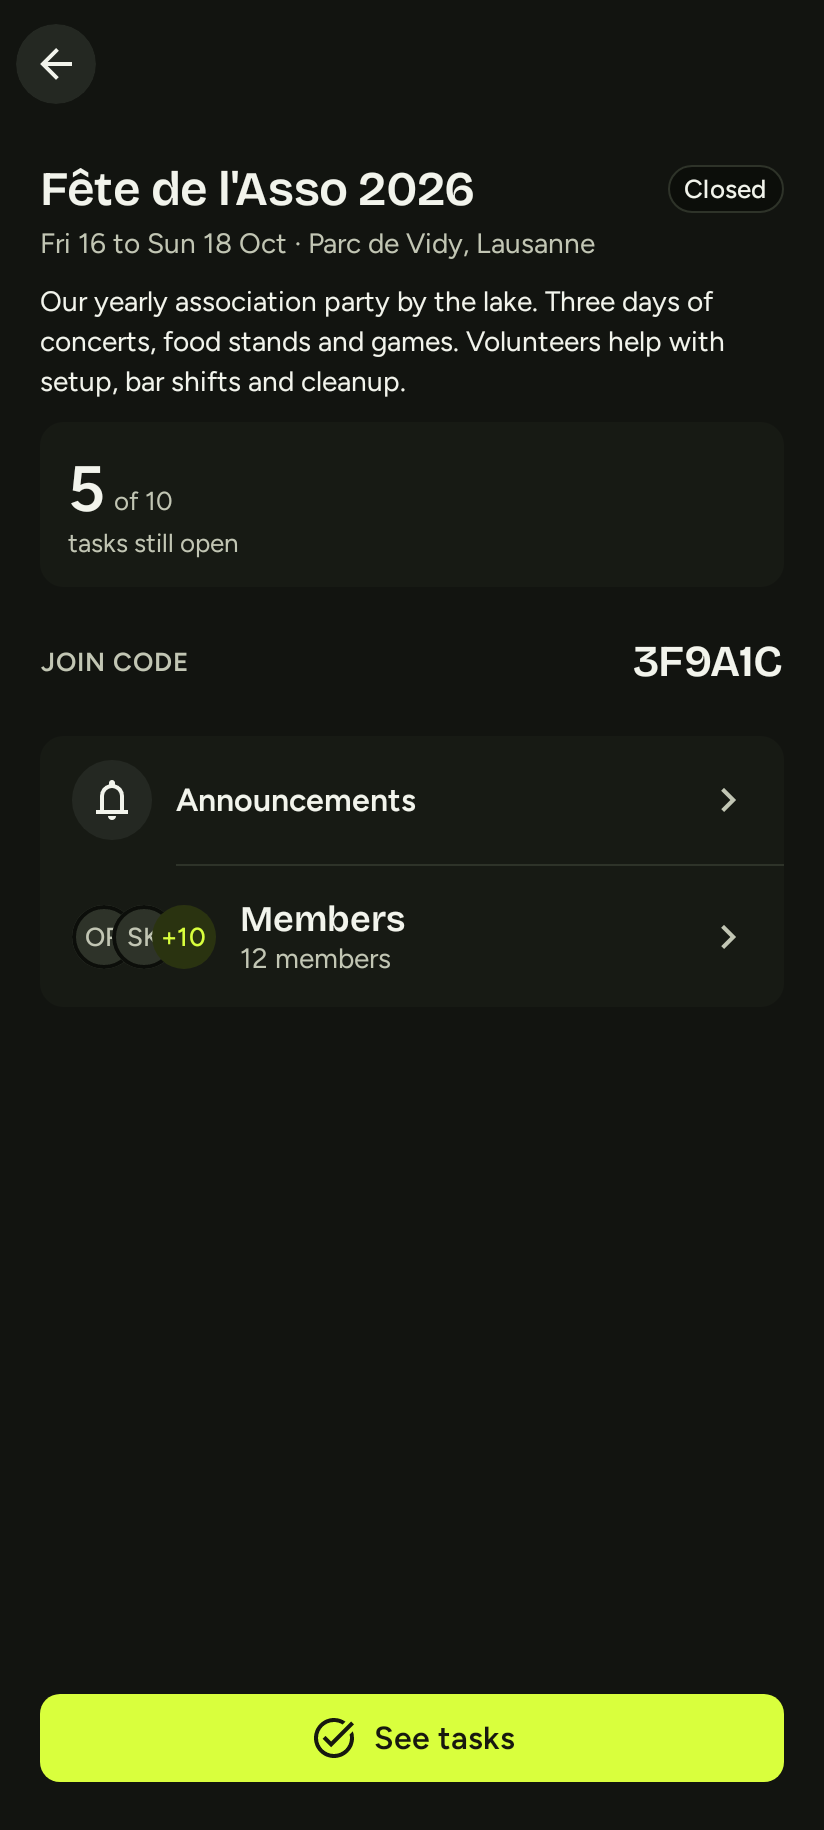 Fête de l'Asso 2026
Closed
Fri 16 to Sun 18 Oct · Parc de Vidy, Lausanne
Our yearly association party by the lake. Three days of
concerts, food stands and games. Volunteers help with
setup, bar shifts and cleanup.
5 of 10
tasks still open
JOIN CODE
3F9A1C
Announcements
+10
Members
12 members
See tasks